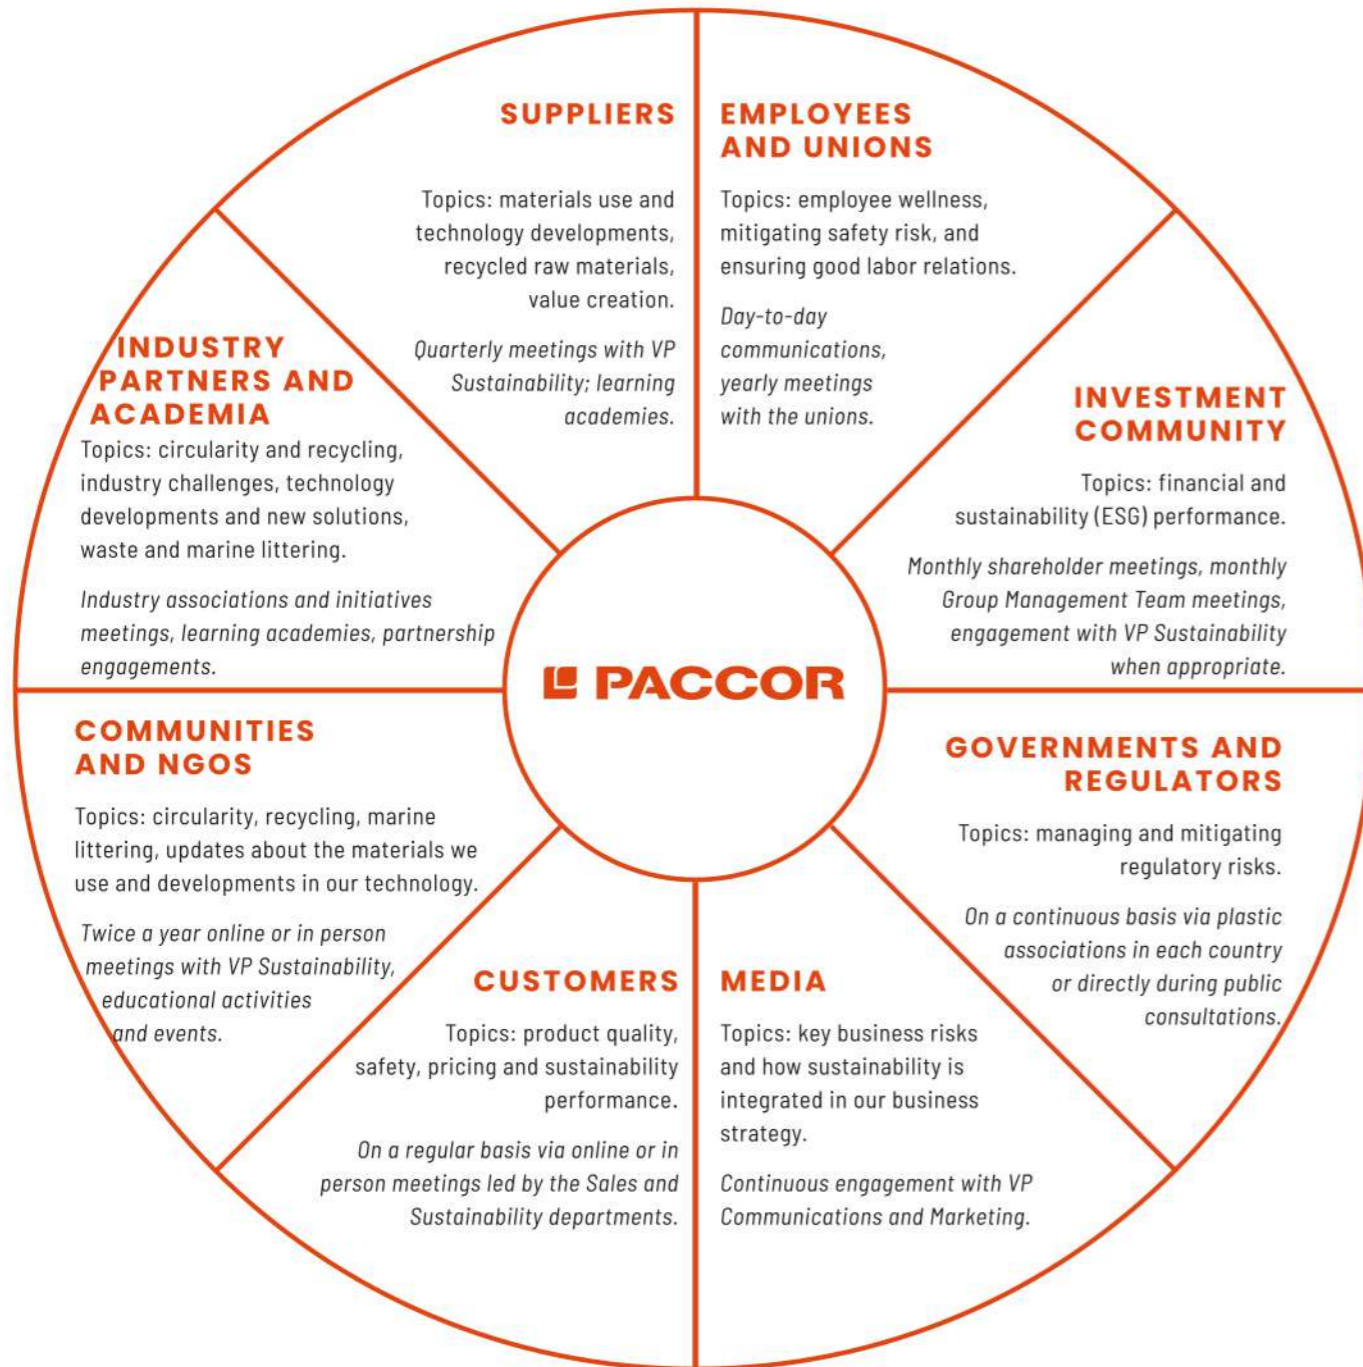 SUPPLIERS
Topics: materials use and
technology developments,
recycled raw materials,
value creation.
Quarterly meetings with VP
Sustainability; learning
academies.
EMPLOYEES
AND UNIONS
Topics: employee wellness,
mitigating safety risk, and
ensuring good labor relations.
Day-to-day
communications,
yearly meetings
with the unions.
INDUSTRY
PARTNERS AND
ACADEMIA
Topics: circularity and recycling,
industry challenges, technology
developments and new solutions,
waste and marine littering.
Industry associations and initiatives
meetings, learning academies, partnership
engagements.
INVESTMENT
COMMUNITY
Topics: financial and
sustainability (ESG) performance.
Monthly shareholder meetings, monthly
Group Management Team meetings,
engagement with VP Sustainability
when appropriate.
PACCOR
COMMUNITIES
AND NGOS
Topics: circularity, recycling, marine
littering, updates about the materials we
use and developments in our technology.
Twice a year online or in person
meetings with VP Sustainability,
educational activities
and events.
GOVERNMENTS AND
REGULATORS
Topics: managing and mitigating
regulatory risks.
On a continuous basis via plastic
associations in each country
or directly during public
consultations.
CUSTOMERS
Topics: product quality,
safety, pricing and sustainability
performance.
On a regular basis via online or in
person meetings led by the Sales and
Sustainability departments.
MEDIA
Topics: key business risks
and how sustainability is
integrated in our business
strategy.
Continuous engagement with VP
Communications and Marketing.